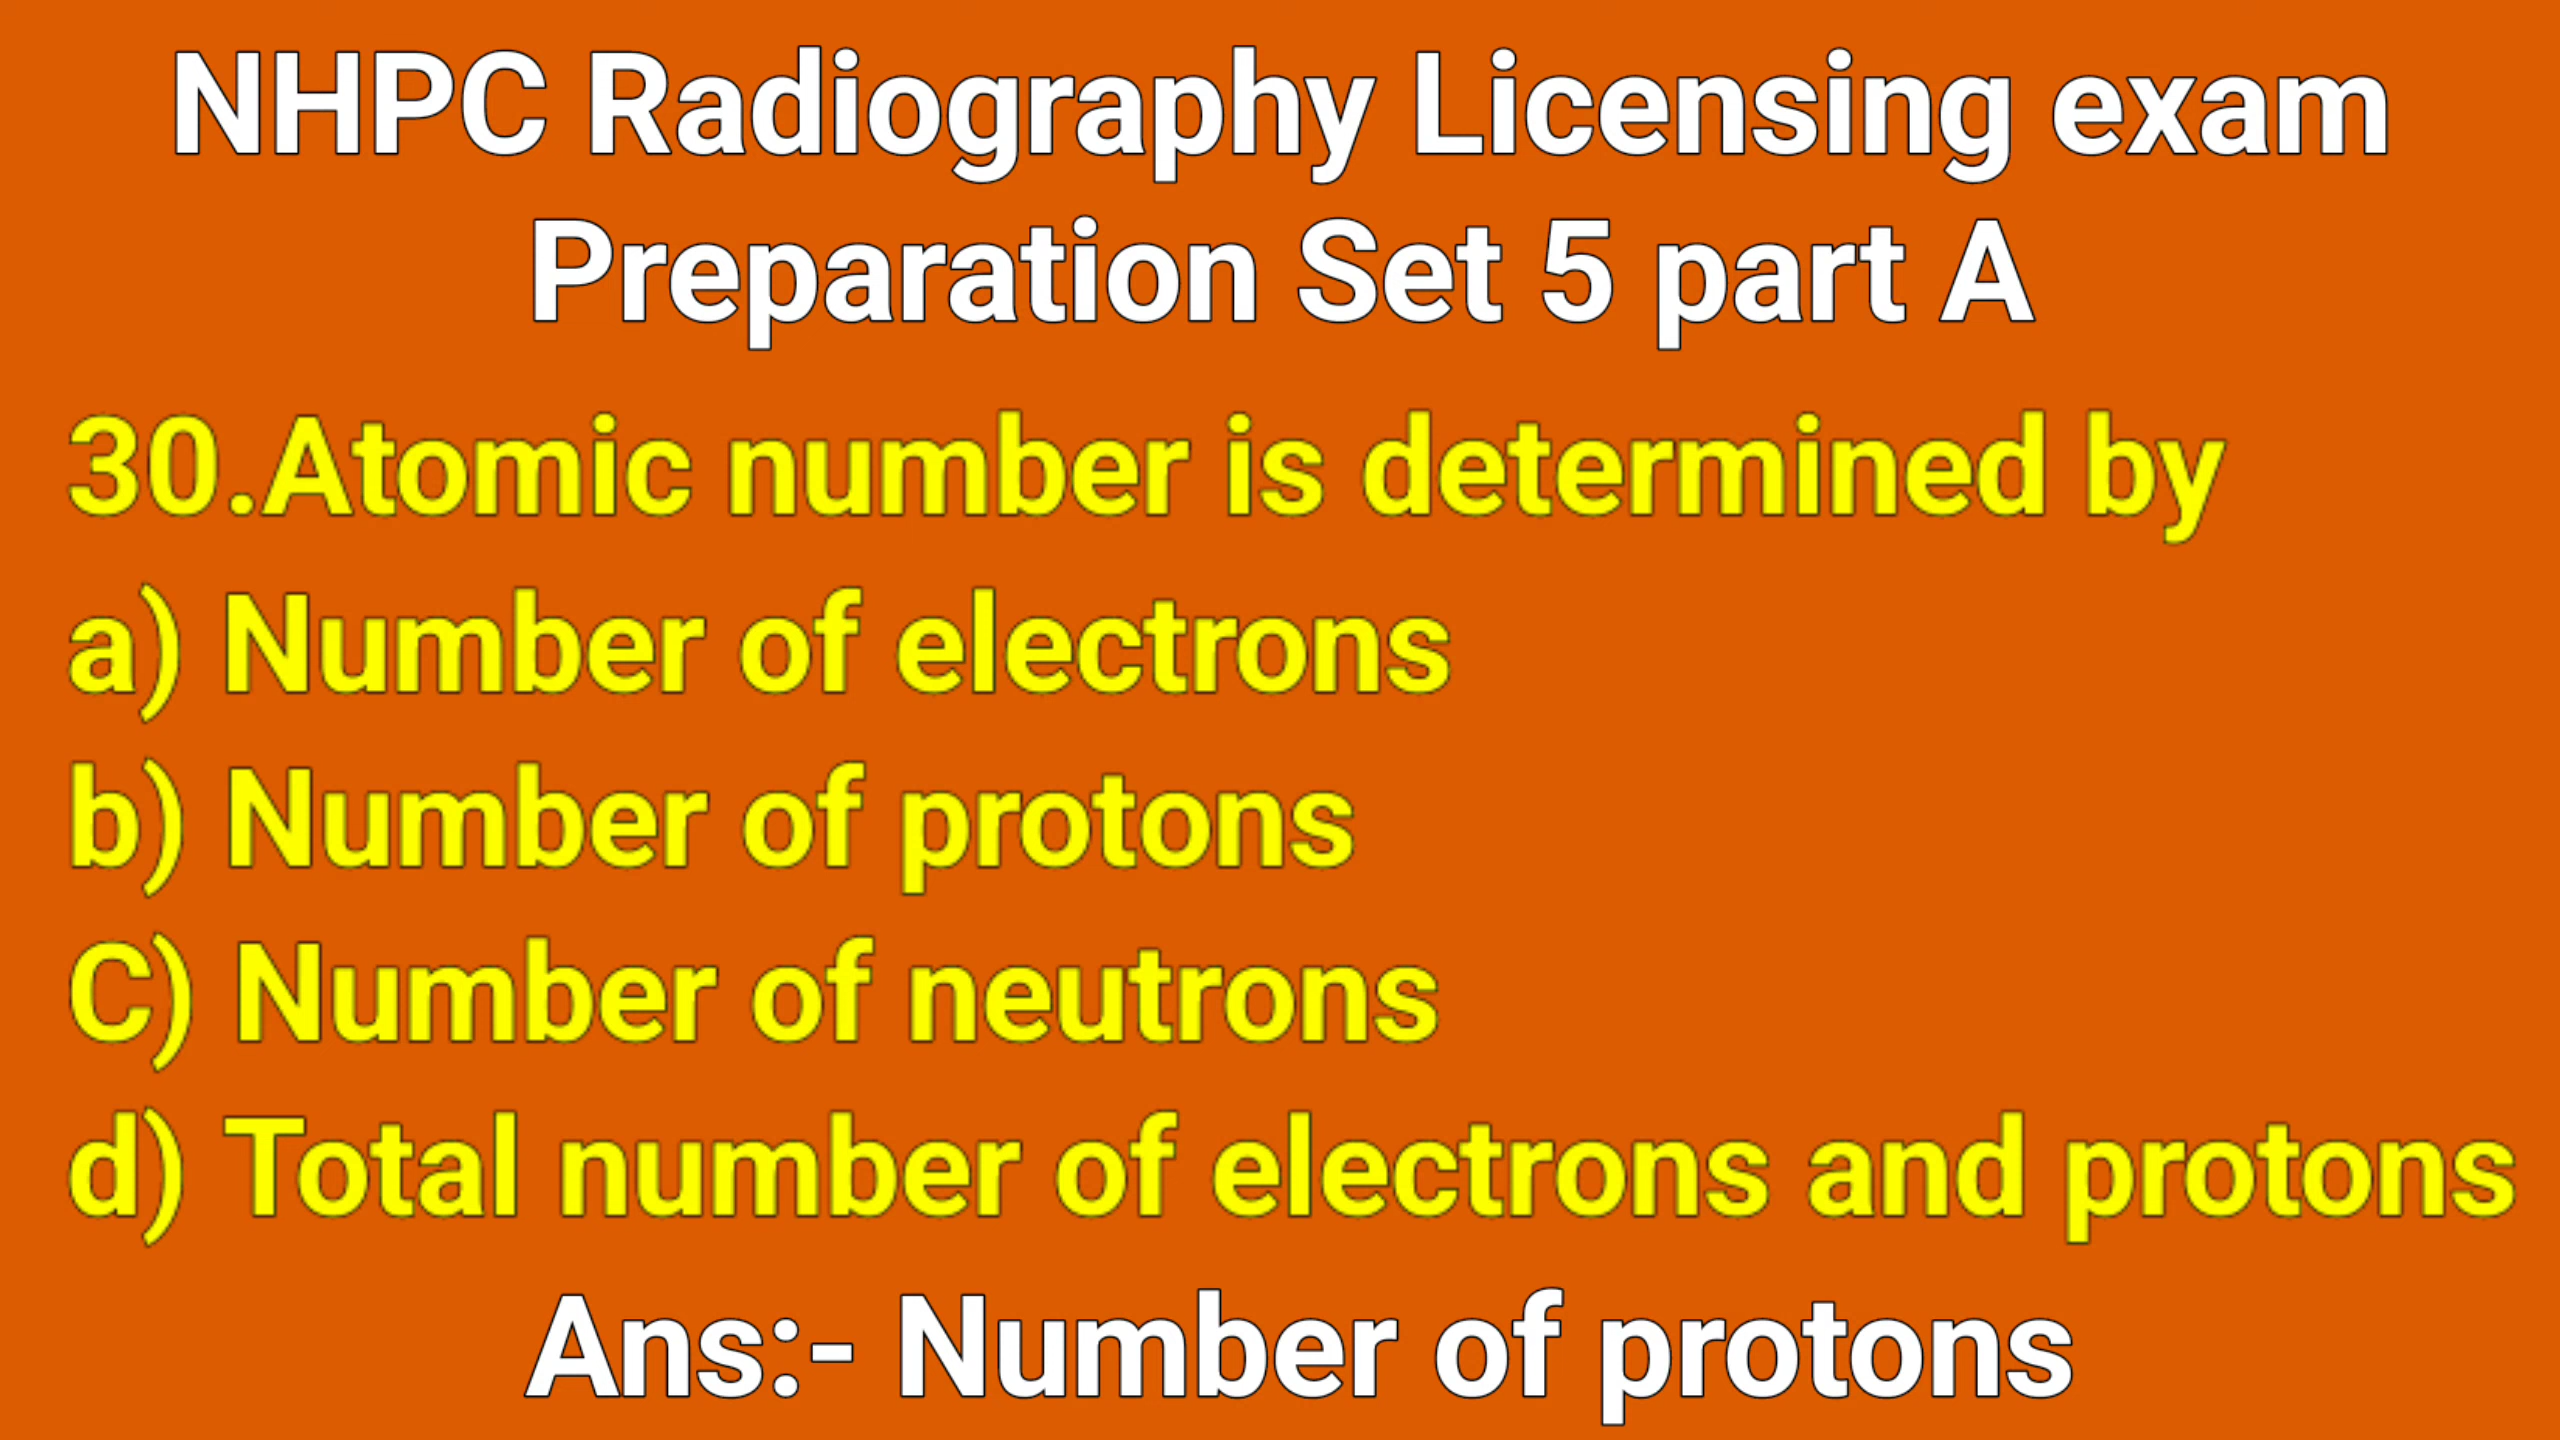 NHPC Radiography Licensing exam
Preparation Set 5 part A
30.Atomic number is determined by
a) Number of electrons
b) Number of protons
C) Number of neutrons
d) Total number of electrons and protons
Ans:- Number of protons